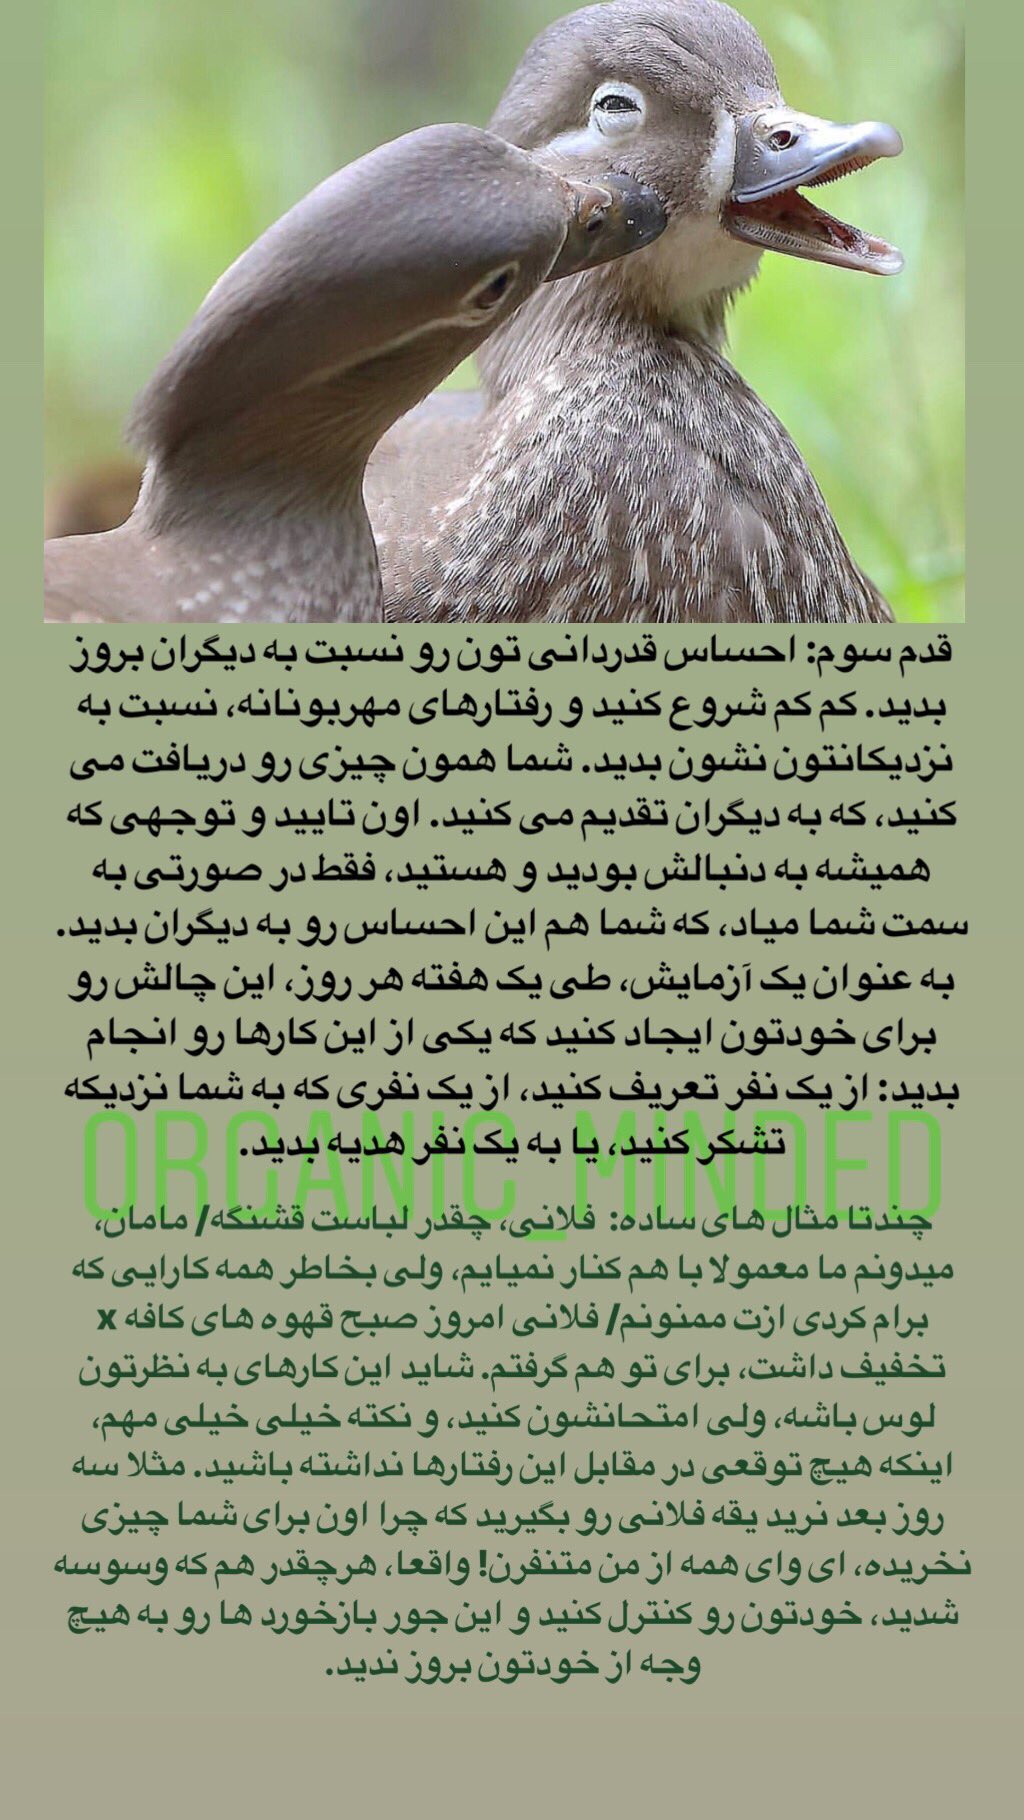 قدم سوم: احساس قدردانی تون رو نسبت به دیگران بروز
بدید. کم کم شروع کنید و رفتارهای مهربونانه، نسبت به
نزدیکانتون نشون بدید. شما همون چیزی رو دریافت می
کنید، که به دیگران تقدیم می کنید. اون تایید و توجهی که
همیشه به دنبالش بودید و هستید، فقط در صورتی به
سمت شما میاد، که شما هم این احساس رو به دیگران بدید.
به عنوان یک آزمایش، طی یک هفته هر روز، این چالش رو
برای خودتون ایجاد کنید که یکی از این کارها رو انجام
بدید: از یک نفر تعریف کنید، از یک نفری که به شما نزدیکه
تشکر کنید، یا به یک نفر هدیه بدید.
ORGANIC_MINDED
چندتا مثال های ساده: فلانی، چقدر لباست قشنگه/ مامان،
میدونم ما معمولا با هم کنار نمیایم، ولی بخاطر همه کارایی که
برام کردی ازت ممنونم/ فلانی امروز صبح قهوه های کافه x
تخفیف داشت، برای تو هم گرفتم. شاید این کارهای به نظرتون
لوس باشه، ولی امتحانشون کنید، و نکته خیلی خیلی مهم،
اینکه هیچ توقعی در مقابل این رفتارها نداشته باشید. مثلا سه
روز بعد نرید یقه فلانی رو بگیرید که چرا اون برای شما چیزی
نخریده، ای وای همه از من متنفرن! واقعا، هرچقدر هم که وسوسه
شدید، خودتون رو کنترل کنید و این جور بازخورد ها رو به هیچ
وجه از خودتون بروز ندید.